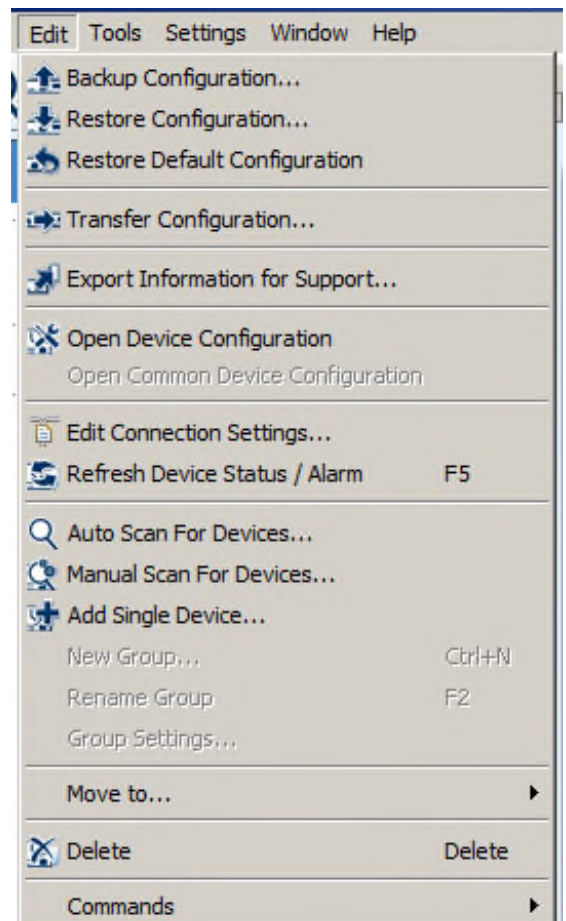 Edit Tools Settings Window Help
Backup Configuration...
Restore Configuration...
Restore Default Configuration
Transfer Configuration...
Export Information for Support...
Open Device Configuration
Open Common Device Configuration
Edit Connection Settings...
Refresh Device Status / Alarm F5
Auto Scan For Devices...
Manual Scan For Devices...
Add Single Device...
New Group... Ctrl+N
Rename Group F2
Group Settings...
Move to...
Delete Delete
Commands